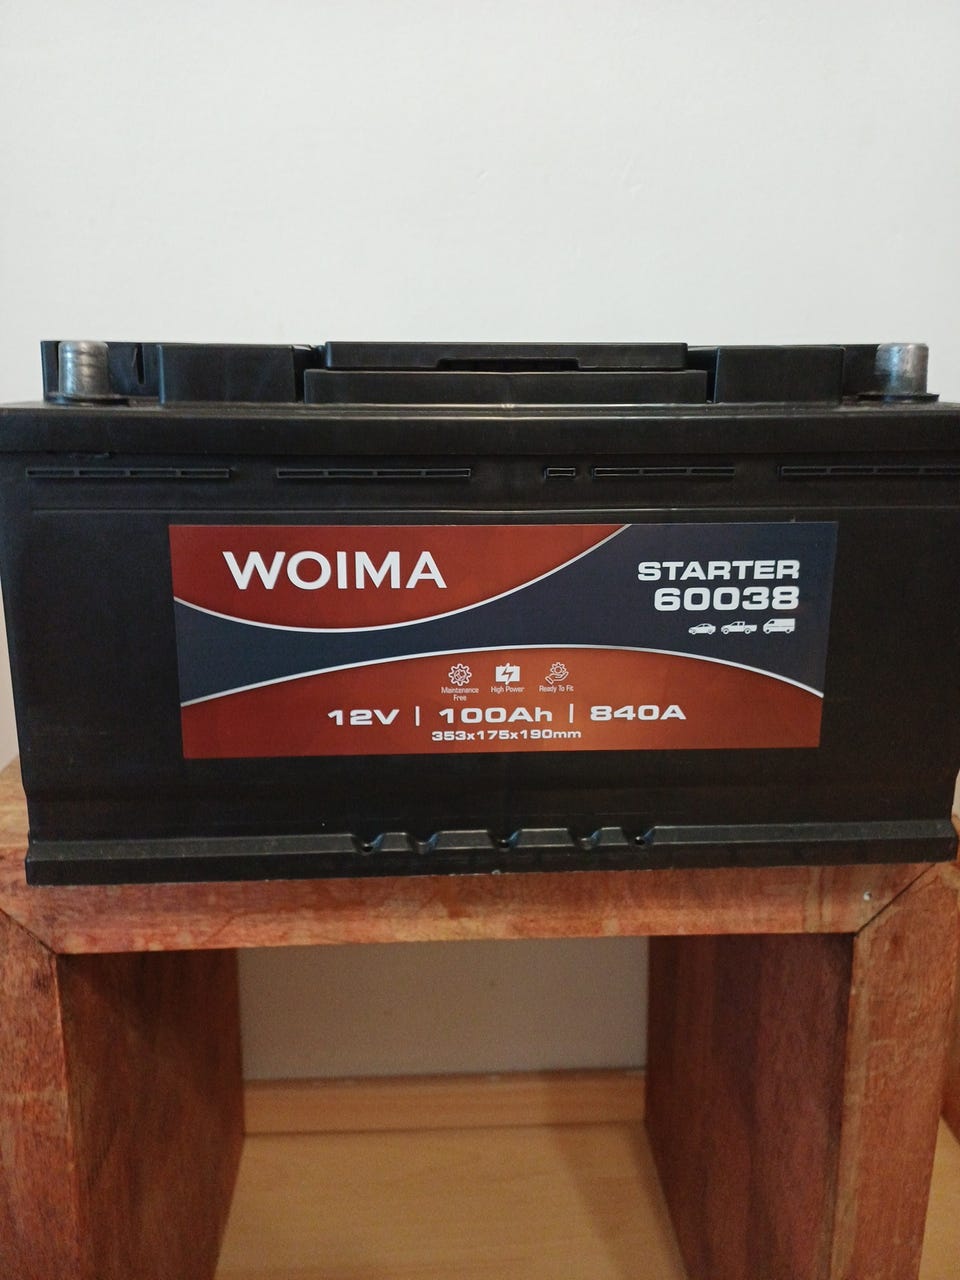 WOIMA
STARTER
60038
Maintenance
Free
High Power
Ready To Fit
12V | 100Ah | 840A
353x175x190mm